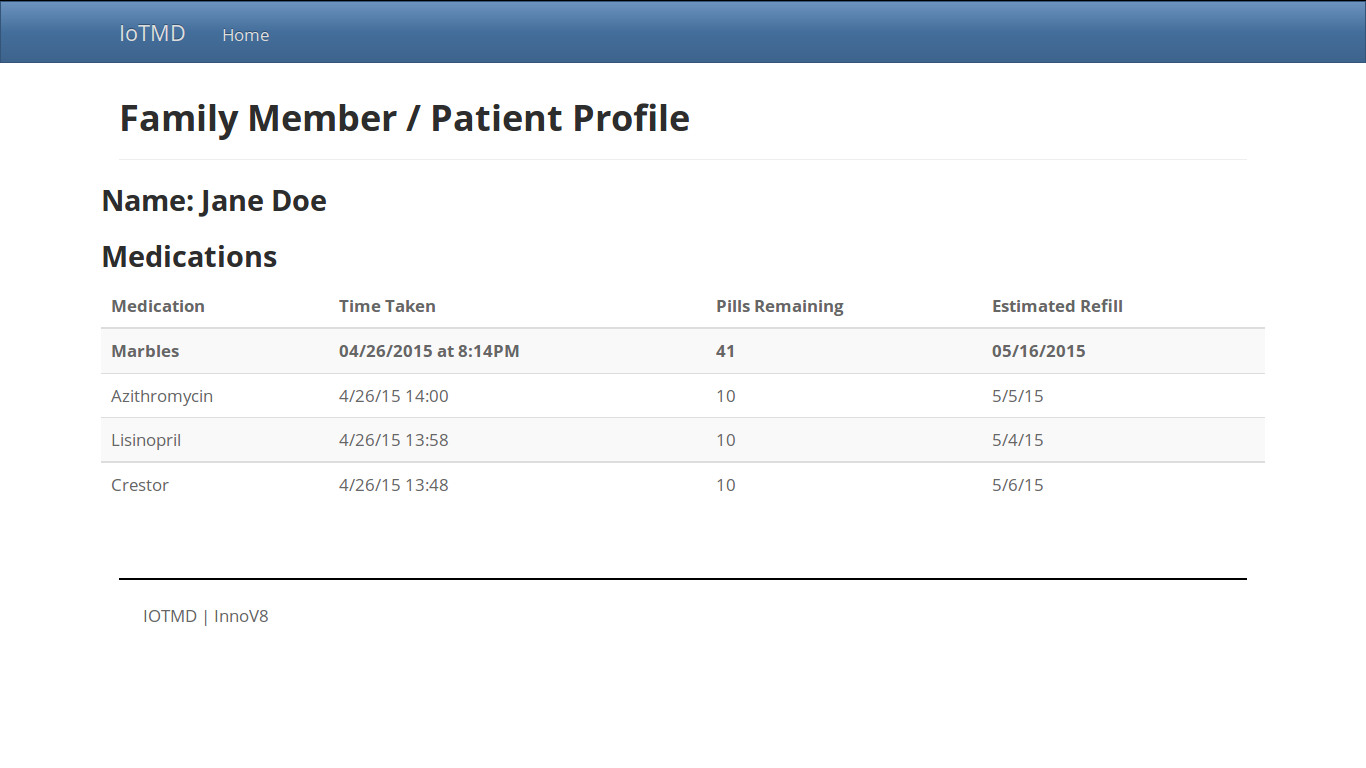 IoTMD Home
Family Member / Patient Profile
Name: Jane Doe
Medications
Medication Time Taken Pills Remaining Estimated Refill
Marbles 04/26/2015 at 8:14PM 41 05/16/2015
Azithromycin 4/26/15 14:00 10 5/5/15
Lisinopril 4/26/15 13:58 10 5/4/15
Crestor 4/26/15 13:48 10 5/6/15
IOTMD | InnoV8